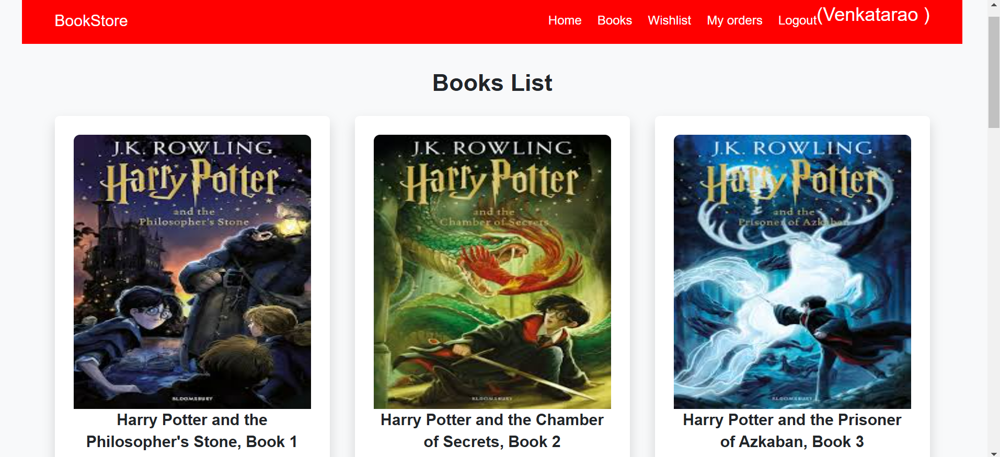 BookStore
Home Books Wishlist My orders Logout(Venkatarao )
Books List
J.K. ROWLING
Harry Potter
and the
Philosopher's Stone
BLOOMSBURY
Harry Potter and the
Philosopher's Stone, Book 1
J.K. ROWLING
Harry Potter
and the
Chamber of Secrets
BLOOMSBURY
Harry Potter and the Chamber
of Secrets, Book 2
J.K. ROWLING
Harry Potter
and the
Prisoner of Azkaban
BLOOMSBURY
Harry Potter and the Prisoner
of Azkaban, Book 3